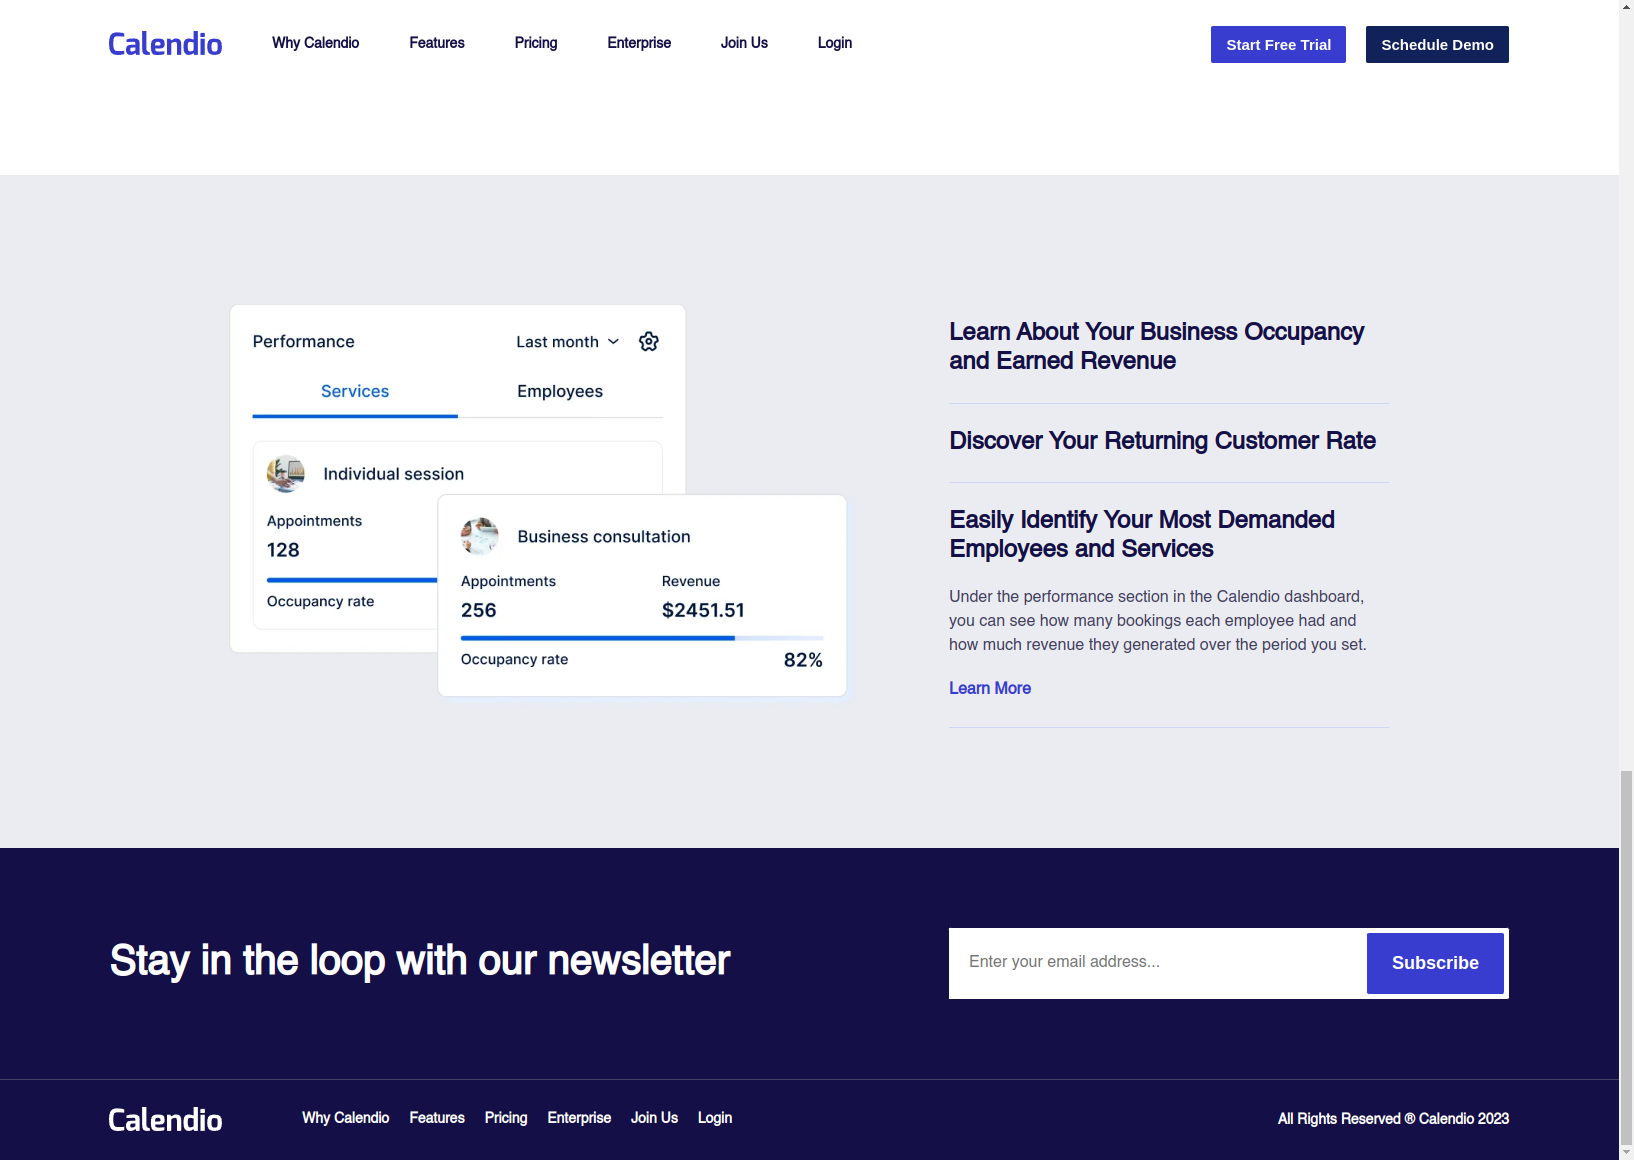 Calendio
Why Calendio
Features
Pricing
Enterprise
Join Us
Login
Start Free Trial
Schedule Demo
Performance
Last month
Services
Employees
Individual session
Appointments
128
Occupancy rate
Business consultation
Appointments
Revenue
256
$2451.51
Occupancy rate
82%
Learn About Your Business Occupancy
and Earned Revenue
Discover Your Returning Customer Rate
Easily Identify Your Most Demanded
Employees and Services
Under the performance section in the Calendio dashboard,
you can see how many bookings each employee had and
how much revenue they generated over the period you set.
Learn More
Stay in the loop with our newsletter
Enter your email address...
Subscribe
Calendio
Why Calendio
Features
Pricing
Enterprise
Join Us
Login
All Rights Reserved ® Calendio 2023